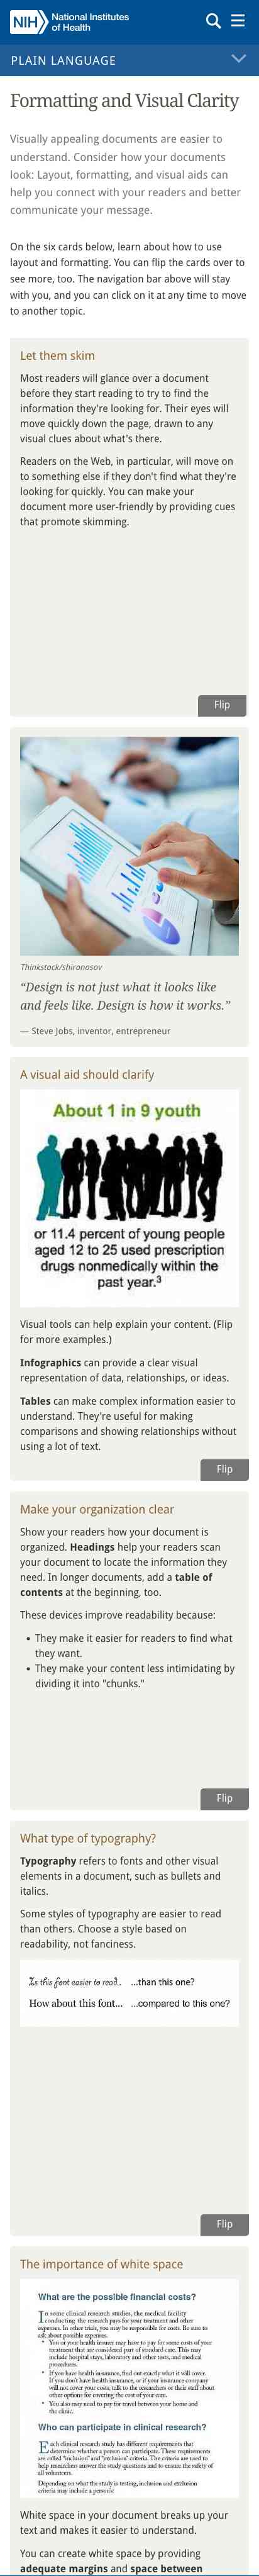 NIH National Institutes
of Health
PLAIN LANGUAGE
Formatting and Visual Clarity
Visually appealing documents are easier to
understand. Consider how your documents
look: Layout, formatting, and visual aids can
help you connect with your readers and better
communicate your message.
On the six cards below, learn about how to use
layout and formatting. You can flip the cards over to
see more, too. The navigation bar above will stay
with you, and you can click on it at any time to move
to another topic.
Let them skim
Most readers will glance over a document
before they start reading to try to find the
information they're looking for. Their eyes will
move quickly down the page, drawn to any
visual clues about what's there.
Readers on the Web, in particular, will move on
to something else if they don't find what they're
looking for quickly. You can make your
document more user-friendly by providing cues
that promote skimming.
Flip
Thinkstock/shironosov
“Design is not just what it looks like
and feels like. Design is how it works.”
— Steve Jobs, inventor, entrepreneur
A visual aid should clarify
About 1 in 9 youth
or 11.4 percent of young people
aged 12 to 25 used prescription
drugs nonmedically within the
past year.3
Visual tools can help explain your content. (Flip
for more examples.)
Infographics can provide a clear visual
representation of data, relationships, or ideas.
Tables can make complex information easier to
understand. They're useful for making
comparisons and showing relationships without
using a lot of text.
Flip
Make your organization clear
Show your readers how your document is
organized. Headings help your readers scan
your document to locate the information they
need. In longer documents, add a table of
contents at the beginning, too.
These devices improve readability because:
• They make it easier for readers to find what
they want.
• They make your content less intimidating by
dividing it into "chunks."
Flip
What type of typography?
Typography refers to fonts and other visual
elements in a document, such as bullets and
italics.
Some styles of typography are easier to read
than others. Choose a style based on
readability, not fanciness.
Is this font easier to read... ...than this one?
How about this font... ...compared to this one?
Flip
The importance of white space
What are the possible financial costs?
In some clinical research studies, the medical facility
conducting the research pays for your treatment and other
expenses. In other trials, you may be responsible for costs. Be sure to
ask about possible expenses.
• You or your health insurer may have to pay for some costs of your
treatment that are considered part of standard care. This may
include hospital stays, laboratory and other tests, and medical
procedures.
• If you have health insurance, find out exactly what it will cover.
If you don't have health insurance, or if your insurance company
will not cover your costs, talk to the researchers or their staff about
other options for covering the cost of your care.
• You also may need to pay for travel between your home and
the clinic.
Who can participate in clinical research?
Each clinical research study has different requirements that
determine whether a person can participate. These requirements
are called "inclusion" and "exclusion" criteria. The criteria are used to
help researchers answer the study questions and to ensure the safety of
all volunteers.
Depending on what the study is testing, inclusion and exclusion
criteria may include a person's:
White space in your document breaks up your
text and makes it easier to understand.
You can create white space by providing
adequate margins and space between